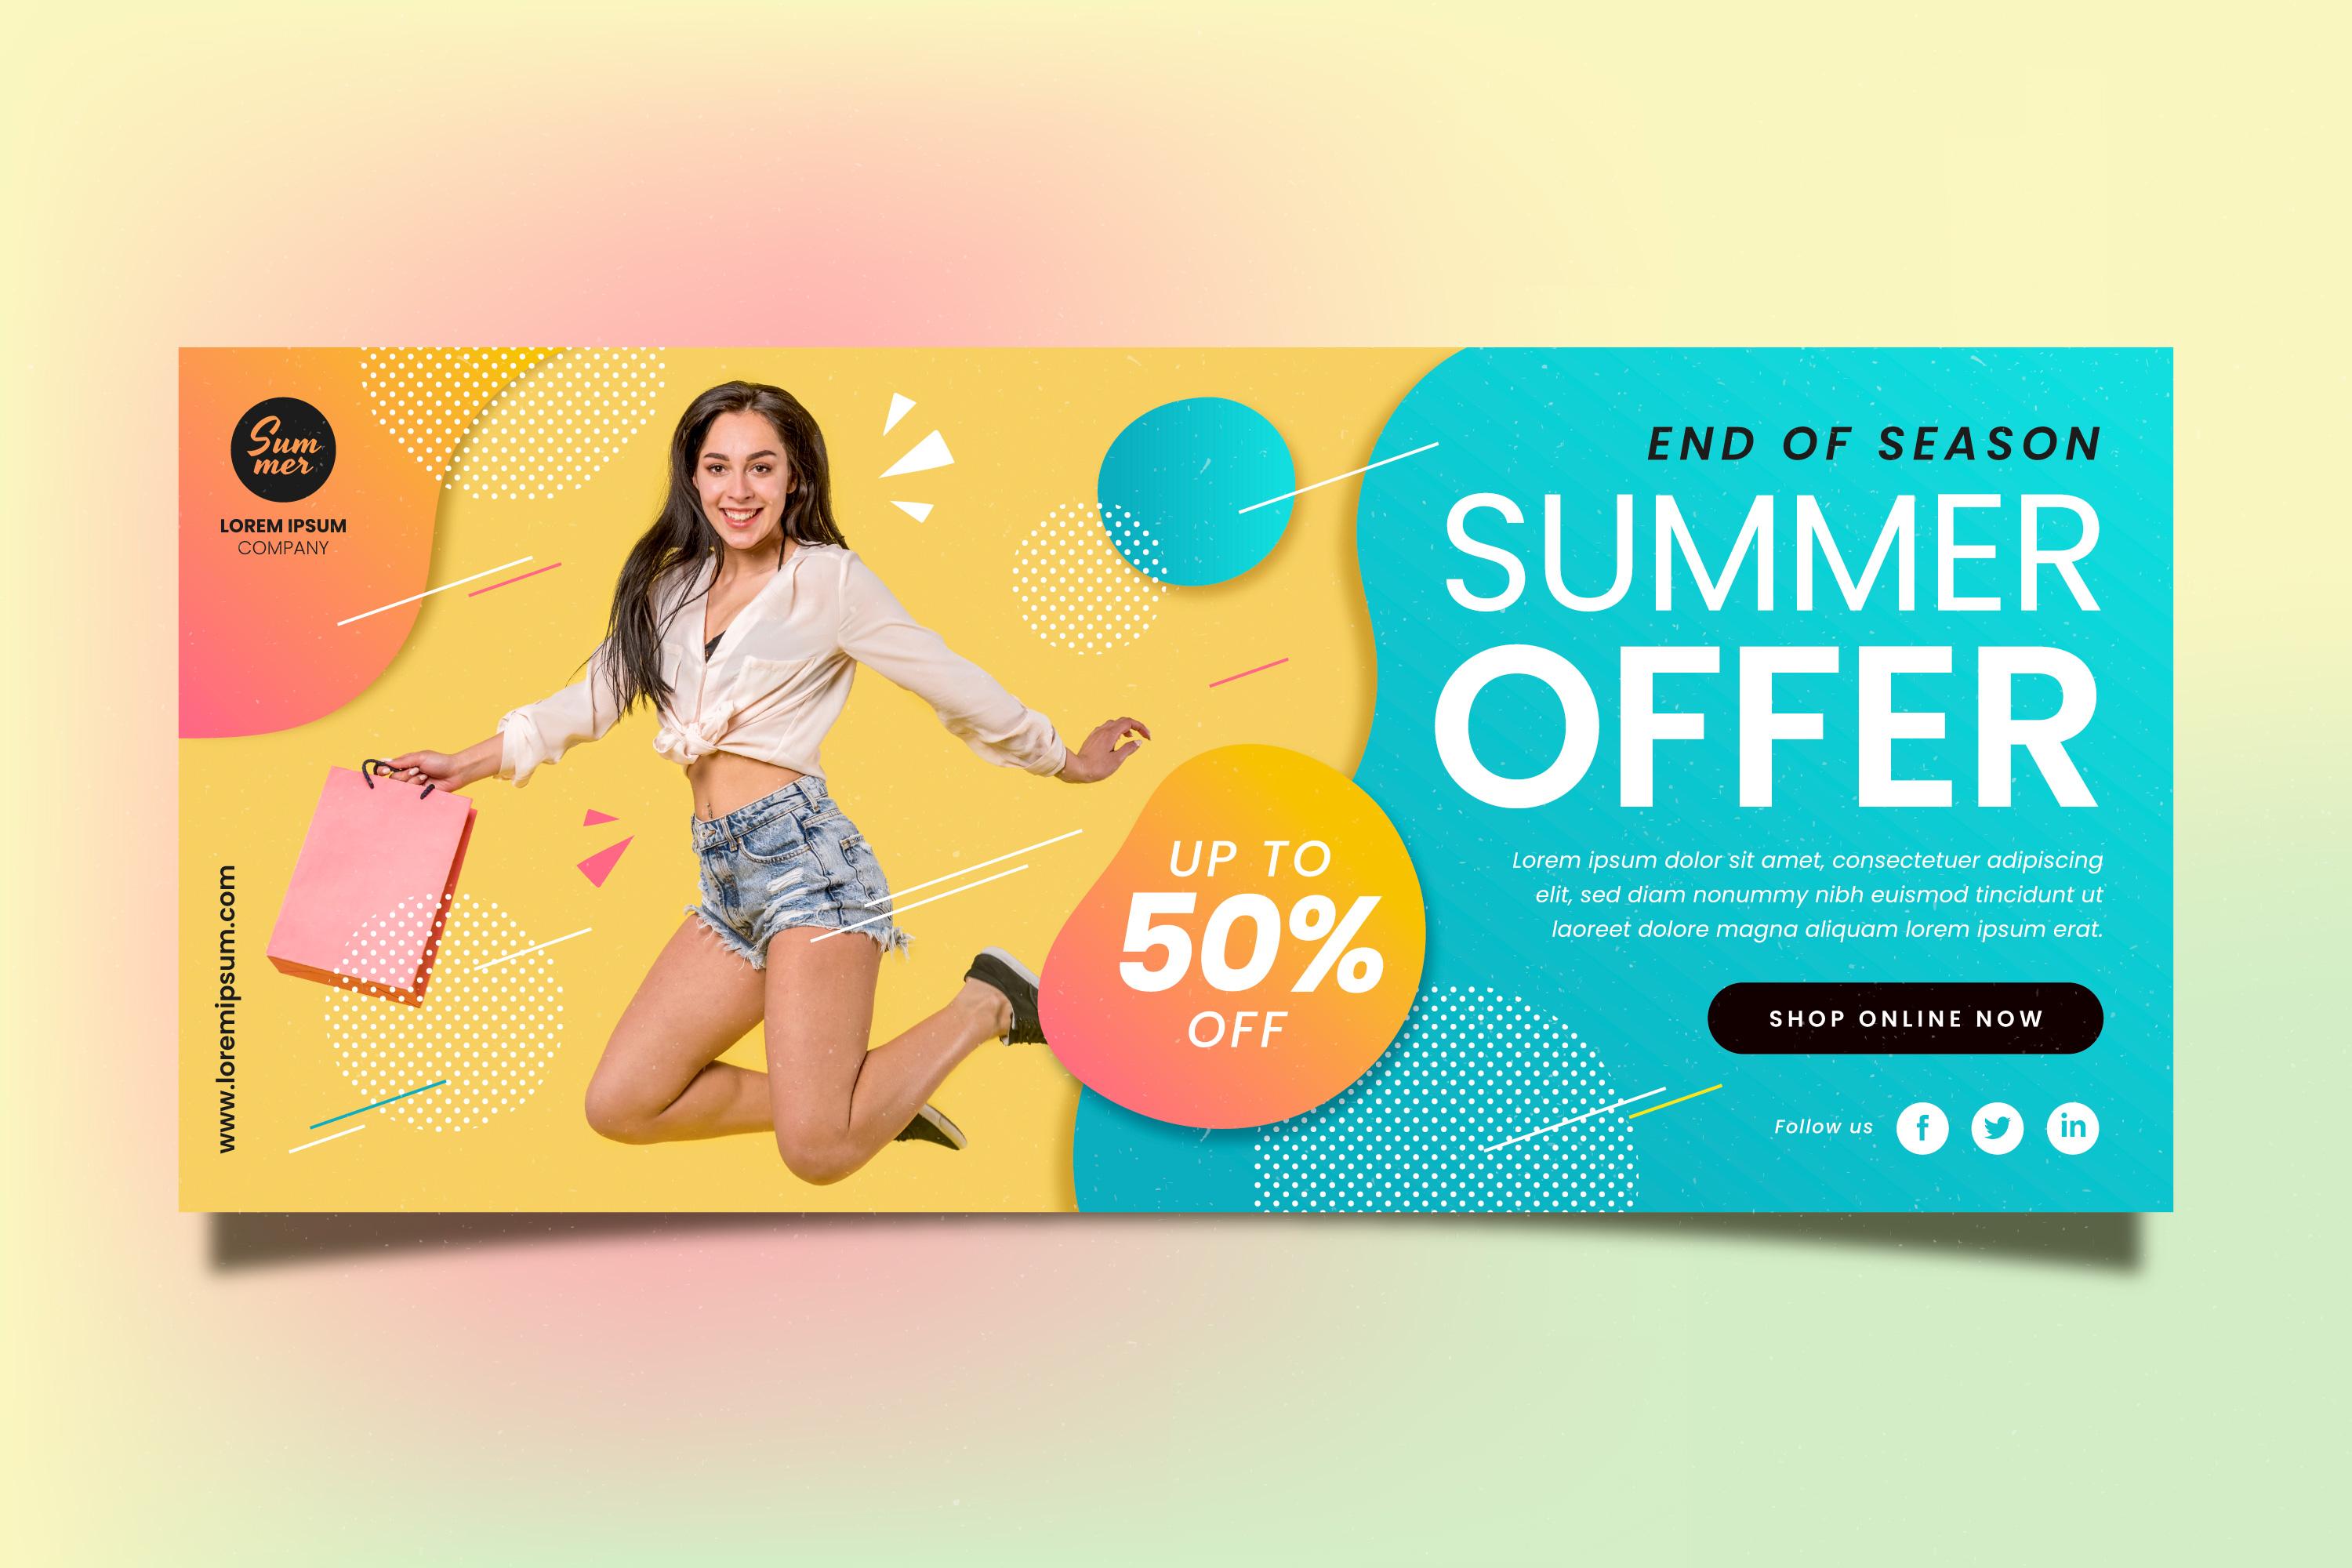 Sum
mer
LOREM IPSUM
COMPANY
www.loremipsum.com
END OF SEASON
SUMMER
OFFER
UP TO
50%
OFF
Lorem ipsum dolor sit amet, consectetuer adipiscing
elit, sed diam nonummy nibh euismod tincidunt ut
laoreet dolore magna aliquam lorem ipsum erat.
SHOP ONLINE NOW
Follow us
f
in